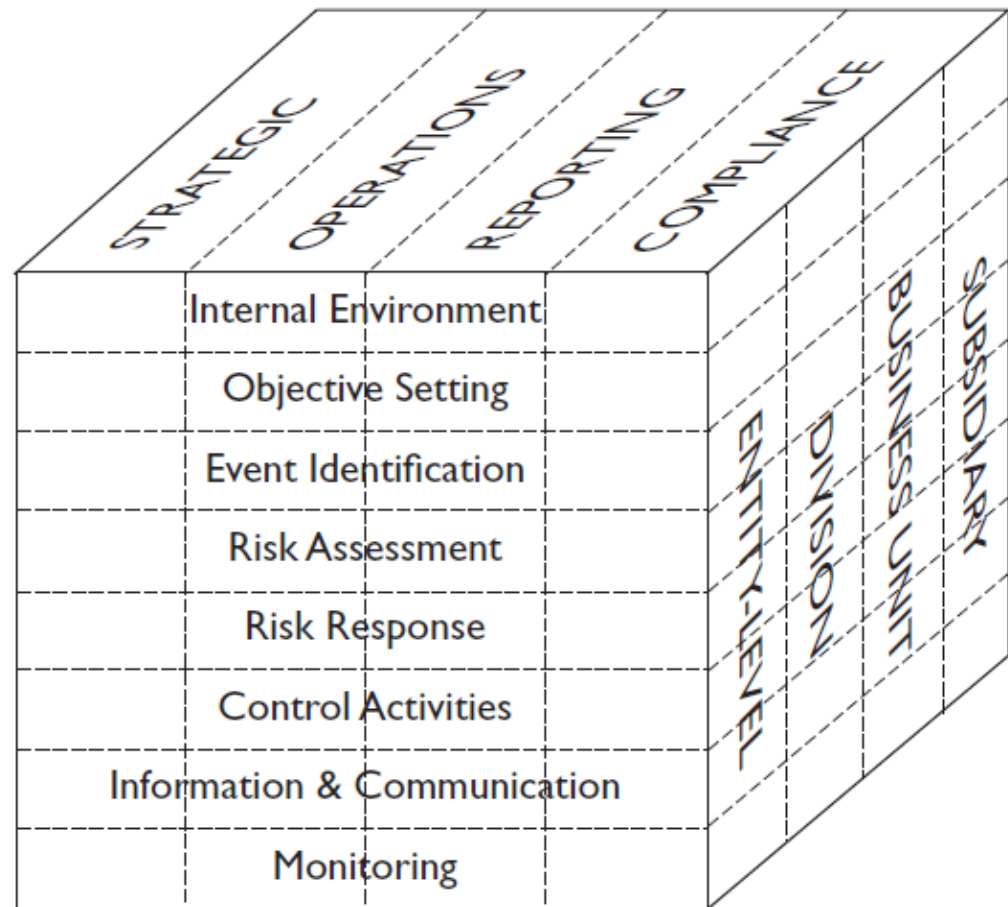 STRATEGIC
OPERATIONS
REPORTING
COMPLIANCE
Internal Environment
Objective Setting
Event Identification
Risk Assessment
Risk Response
Control Activities
Information & Communication
Monitoring
ENTITY-LEVEL
DIVISION
BUSINESS UNIT
SUBSIDIARY